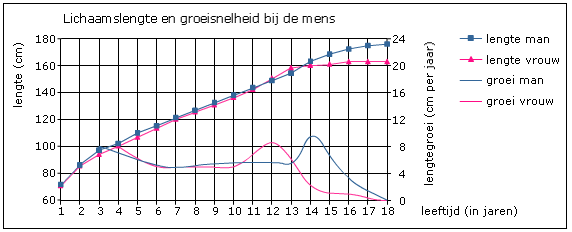 Lichaamslengte en groeisnelheid bij de mens
lengte (cm)
180
160
140
120
100
80
60
24
20
16
12
8
4
0
lengtegroei (cm per jaar)
1 2 3 4 5 6 7 8 9 10 11 12 13 14 15 16 17 18
leeftijd (in jaren)
lengte man
lengte vrouw
groei man
groei vrouw